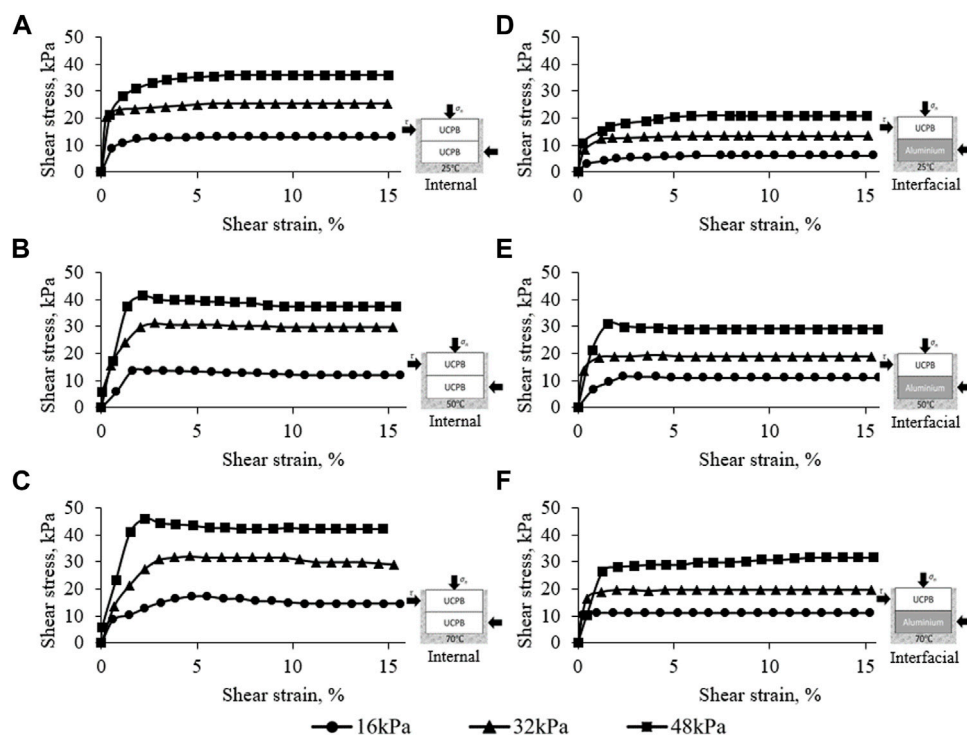 A
Shear stress, kPa
50
40
30
20
10
0
0 5 10 15
Shear strain, %
σn
τ
UCPB
UCPB
25°C
Internal
D
Shear stress, kPa
50
40
30
20
10
0
0 5 10 15
Shear strain, %
σn
τ
UCPB
Aluminium
25°C
Interfacial
B
Shear stress, kPa
50
40
30
20
10
0
0 5 10 15
Shear strain, %
σn
τ
UCPB
UCPB
50°C
Internal
E
Shear stress, kPa
50
40
30
20
10
0
0 5 10 15
Shear strain, %
σn
τ
UCPB
Aluminium
50°C
Interfacial
C
Shear stress, kPa
50
40
30
20
10
0
0 5 10 15
Shear strain, %
σn
τ
UCPB
UCPB
70°C
Internal
F
Shear stress, kPa
50
40
30
20
10
0
0 5 10 15
Shear strain, %
σn
τ
UCPB
Aluminium
70°C
Interfacial
16kPa 32kPa 48kPa